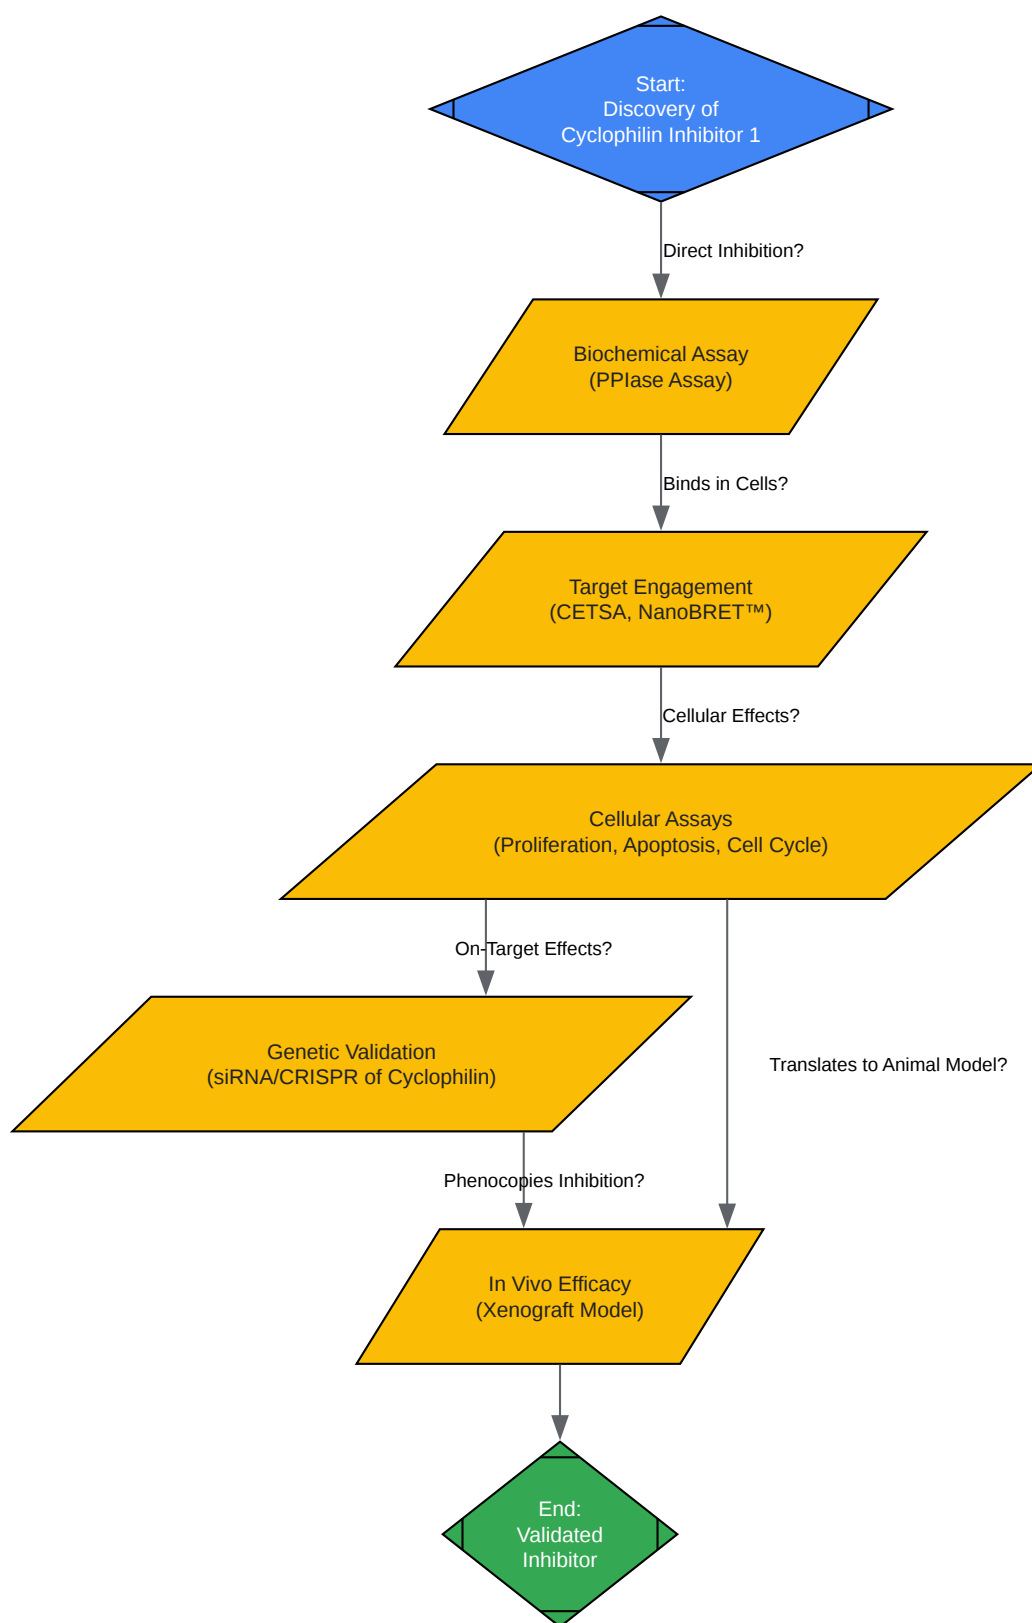 Start:
Discovery of
Cyclophilin Inhibitor 1
Direct Inhibition?
Biochemical Assay
(PPIase Assay)
Binds in Cells?
Target Engagement
(CETSA, NanoBRET™)
Cellular Effects?
Cellular Assays
(Proliferation, Apoptosis, Cell Cycle)
On-Target Effects?
Genetic Validation
(siRNA/CRISPR of Cyclophilin)
Translates to Animal Model?
Phenocopies Inhibition?
In Vivo Efficacy
(Xenograft Model)
End:
Validated
Inhibitor